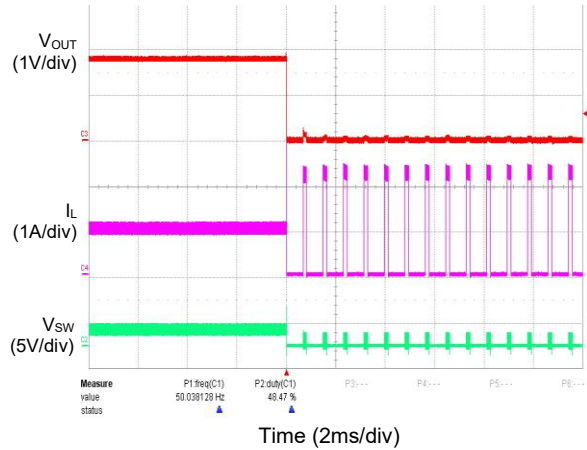 VOUT
(1V/div)
C3
IL
(1A/div)
C4
VSW
(5V/div)
Measure P1:freq(C1) P2:duty(C1) P3:--- P4:--- P5:--- P6:---
value 50.038128 Hz 48.47 %
status
Time (2ms/div)